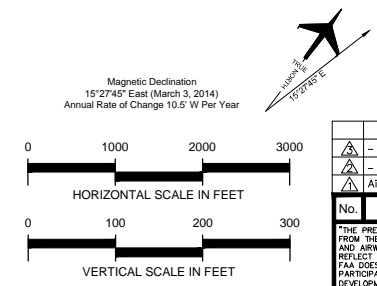 TRUE
NORTH
15°27'45" E
Magnetic Declination
15°27'45" East (March 3, 2014)
Annual Rate of Change 10.5' W Per Year
0 1000 2000 3000
HORIZONTAL SCALE IN FEET
0 100 200 300
VERTICAL SCALE IN FEET
3 –
2 –
1 Ai
No.
"THE PRE
FROM THE
AND AIRW
REFLECT
FAA DOES
PARTICIPA
DEVELOPM